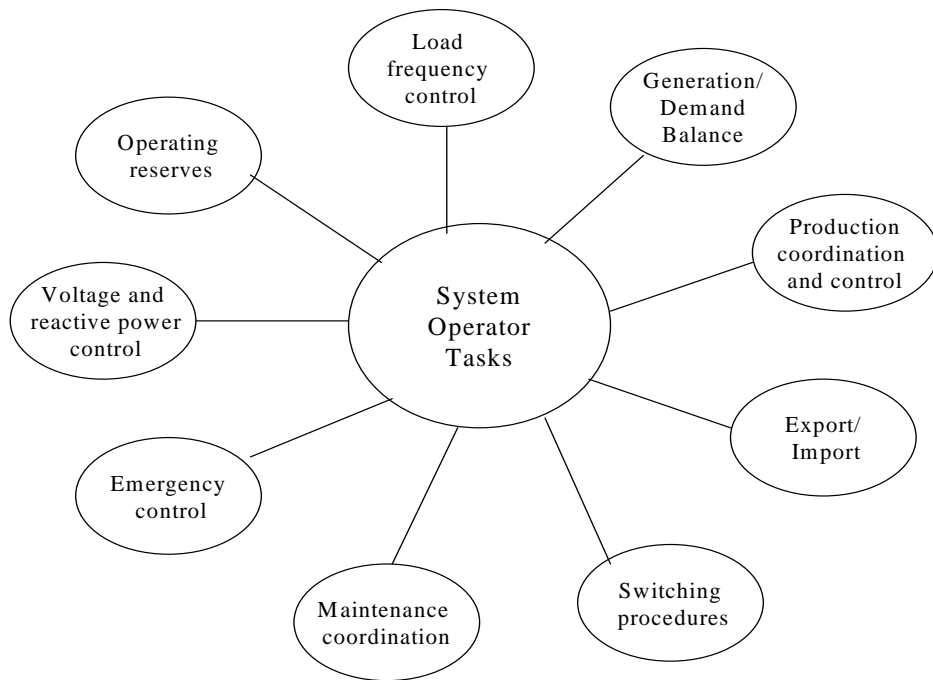 Load
frequency
control
Generation/
Demand
Balance
Operating
reserves
Production
coordination
and control
Voltage and
reactive power
control
System
Operator
Tasks
Export/
Import
Emergency
control
Switching
procedures
Maintenance
coordination